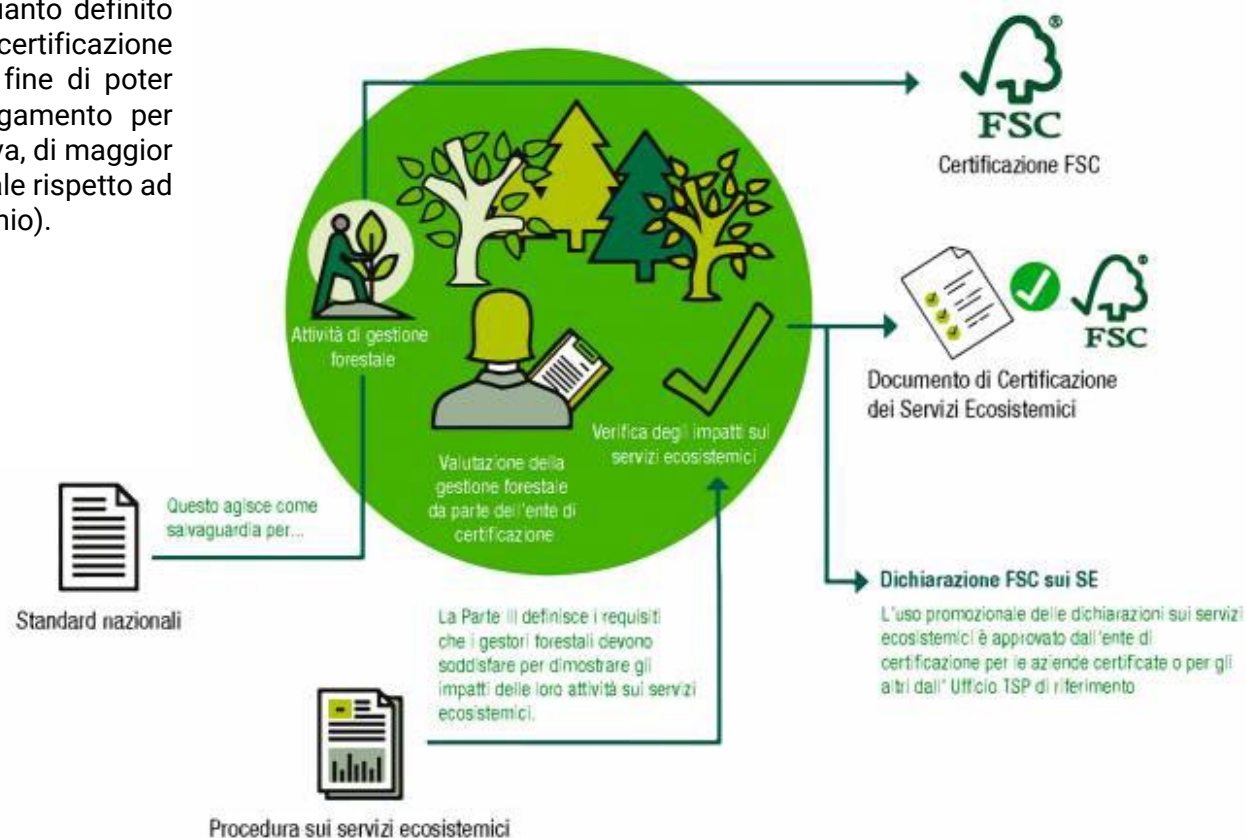 uanto definito
certificazione
fine di poter
gamento per
va, di maggior
ale rispetto ad
nio).
FSC
®
Certificazione FSC
Attività di gestione
forestale
Valutazione della
gestione forestale
da parte dell'ente di
certificazione
Verifica degli impatti sui
servizi ecosistemici
FSC
®
Documento di Certificazione
dei Servizi Ecosistemici
Questo agisce come
salvaguardia per...
Standard nazionali
La Parte III definisce i requisiti
che i gestori forestali devono
soddisfare per dimostrare gli
impatti delle loro attività sui servizi
ecosistemici.
Dichiarazione FSC sui SE
L'uso promozionale delle dichiarazioni sui servizi
ecosistemici è approvato dall'ente di
certificazione per le aziende certificate o per gli
altri dall' Ufficio TSP di riferimento
Procedura sui servizi ecosistemici